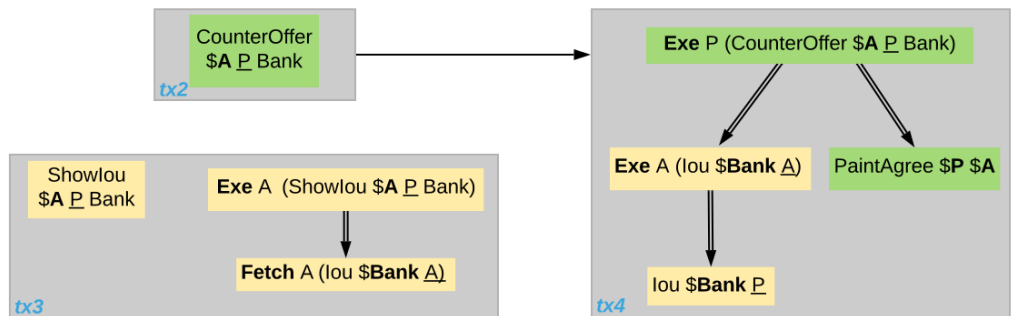 CounterOffer
$A P Bank
tx2
Exe P (CounterOffer $A P Bank)
Exe A (Iou $Bank A)
PaintAgree $P $A
Iou $Bank P
tx4
ShowIou
$A P Bank
Exe A (ShowIou $A P Bank)
Fetch A (Iou $Bank A)
tx3